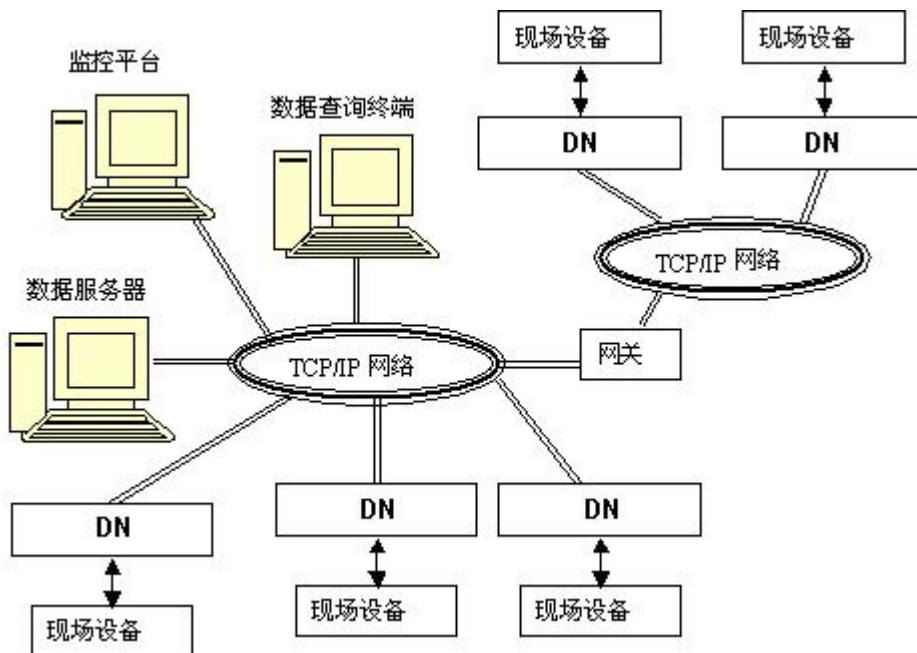 现场设备
现场设备
监控平台
数据查询终端
DN
DN
TCP/IP 网络
数据服务器
网关
TCP/IP 网络
DN
DN
DN
现场设备
现场设备
现场设备